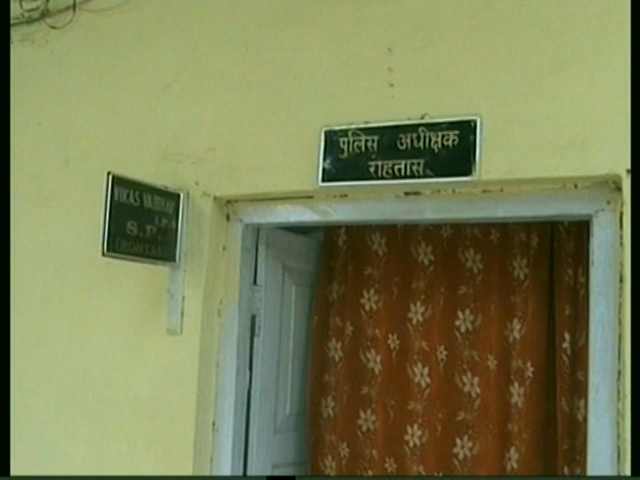 पुलिस अधीक्षक
रोहतास
VIKAS VAIBHAV
I.P.S
S.P.
(ROHTAS)